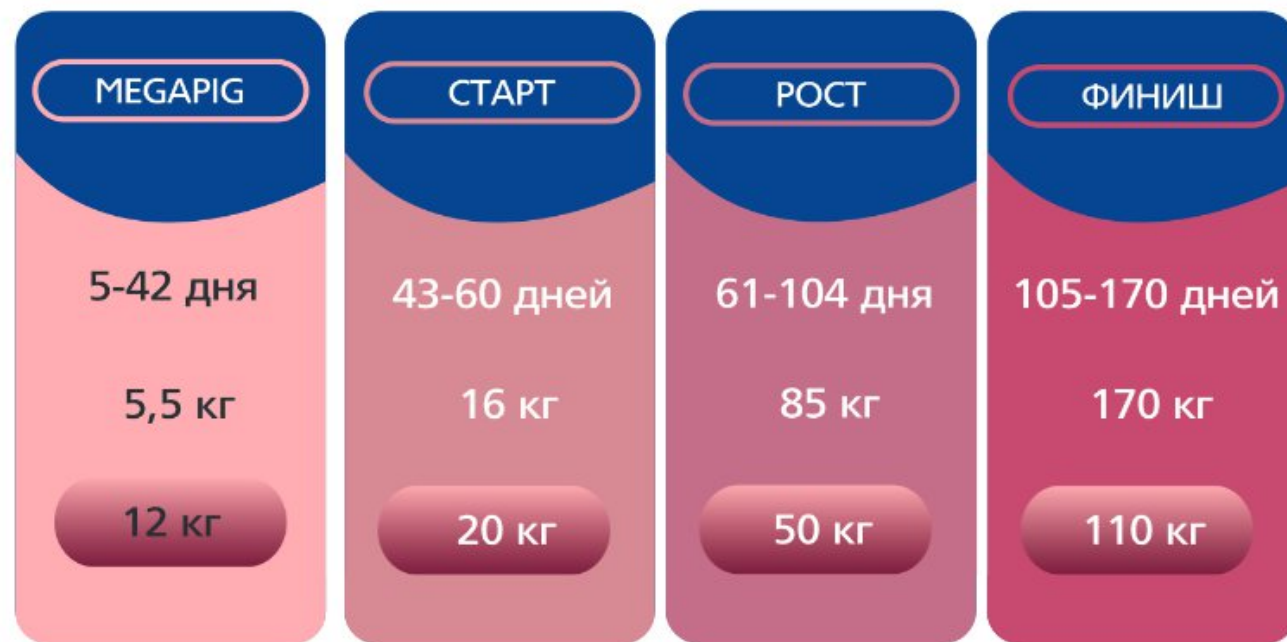 MEGAPIG
5-42 дня
5,5 кг
12 кг
СТАРТ
43-60 дней
16 кг
20 кг
РОСТ
61-104 дня
85 кг
50 кг
ФИНИШ
105-170 дней
170 кг
110 кг